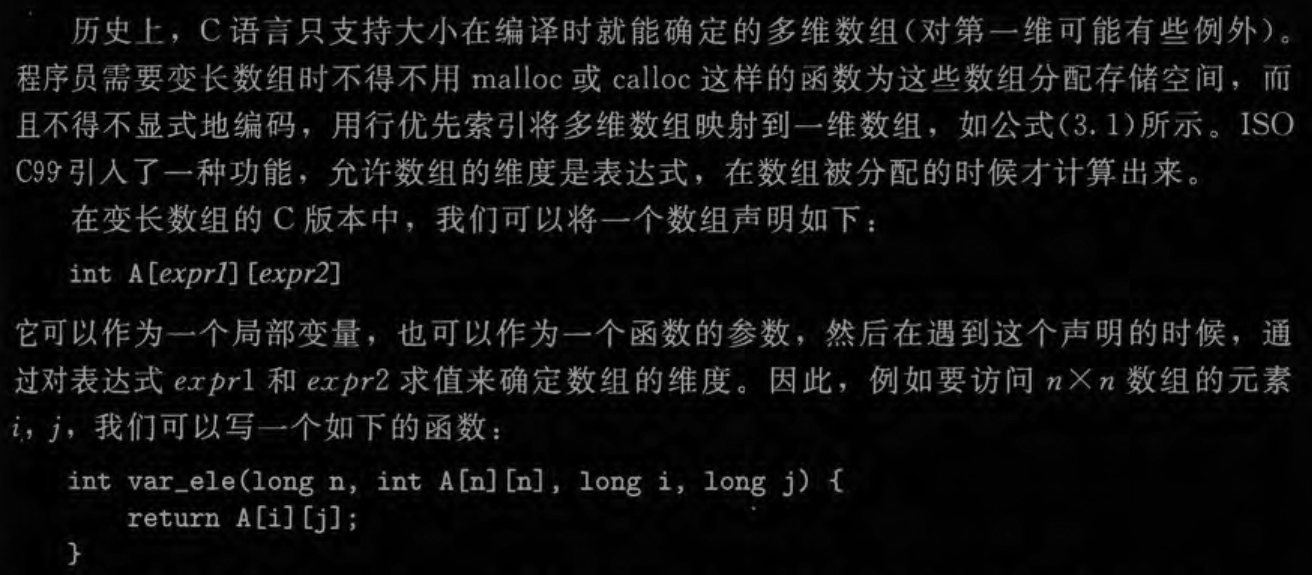 历史上，C 语言只支持大小在编译时就能确定的多维数组(对第一维可能有些例外)。
程序员需要变长数组时不得不用 malloc 或 calloc 这样的函数为这些数组分配存储空间，而
且不得不显式地编码，用行优先索引将多维数组映射到一维数组，如公式(3.1)所示。ISO
C99 引入了一种功能，允许数组的维度是表达式，在数组被分配的时候才计算出来。
在变长数组的 C 版本中，我们可以将一个数组声明如下：
int A[expr1][expr2]
它可以作为一个局部变量，也可以作为一个函数的参数，然后在遇到这个声明的时候，通
过对表达式 expr1 和 expr2 求值来确定数组的维度。因此，例如要访问 n×n 数组的元素
i，j，我们可以写一个如下的函数：
int var_ele(long n, int A[n][n], long i, long j) {
    return A[i][j];
}